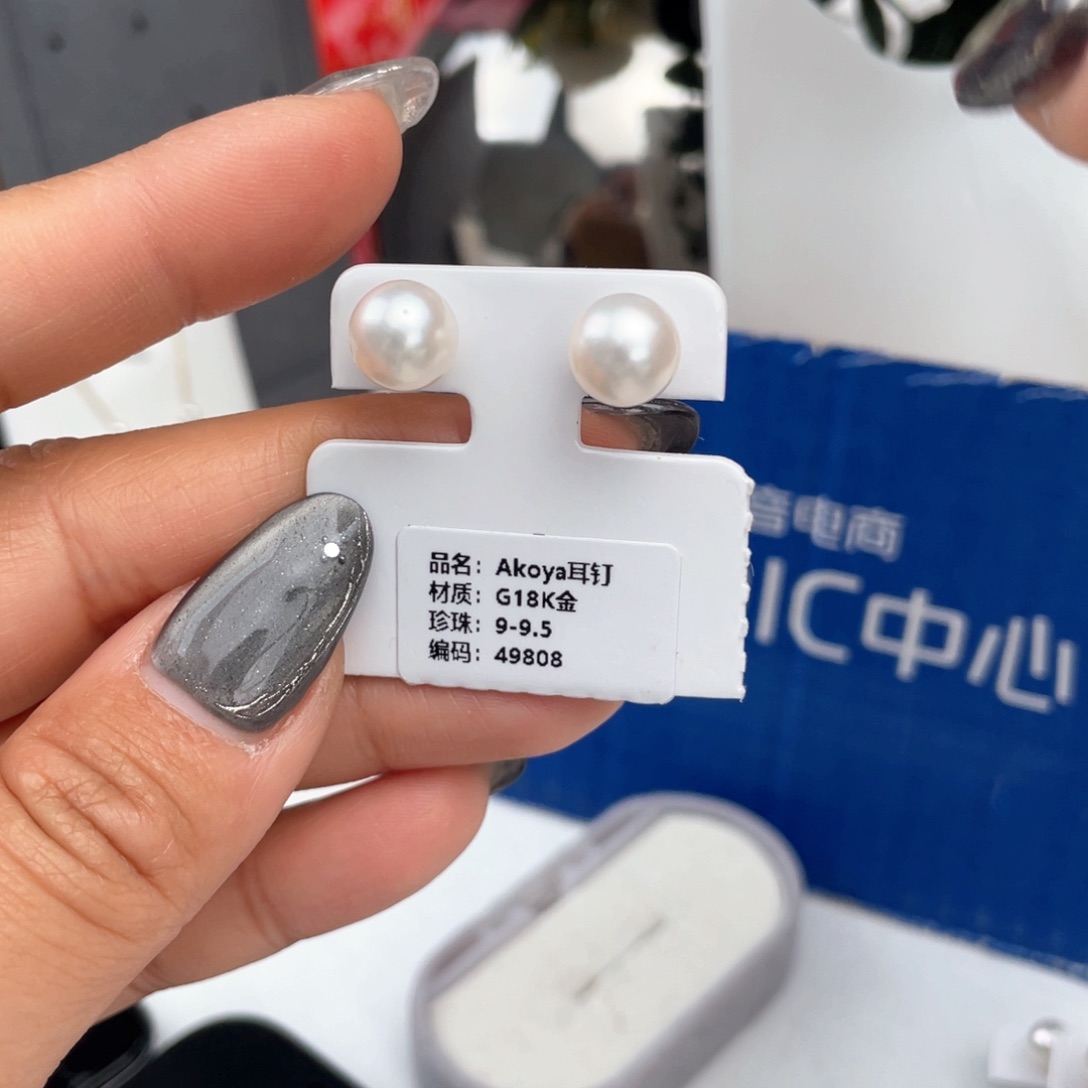 品名：Akoya耳钉
材质：G18K金
珍珠：9-9.5
编码：49808
音电商
IC中心